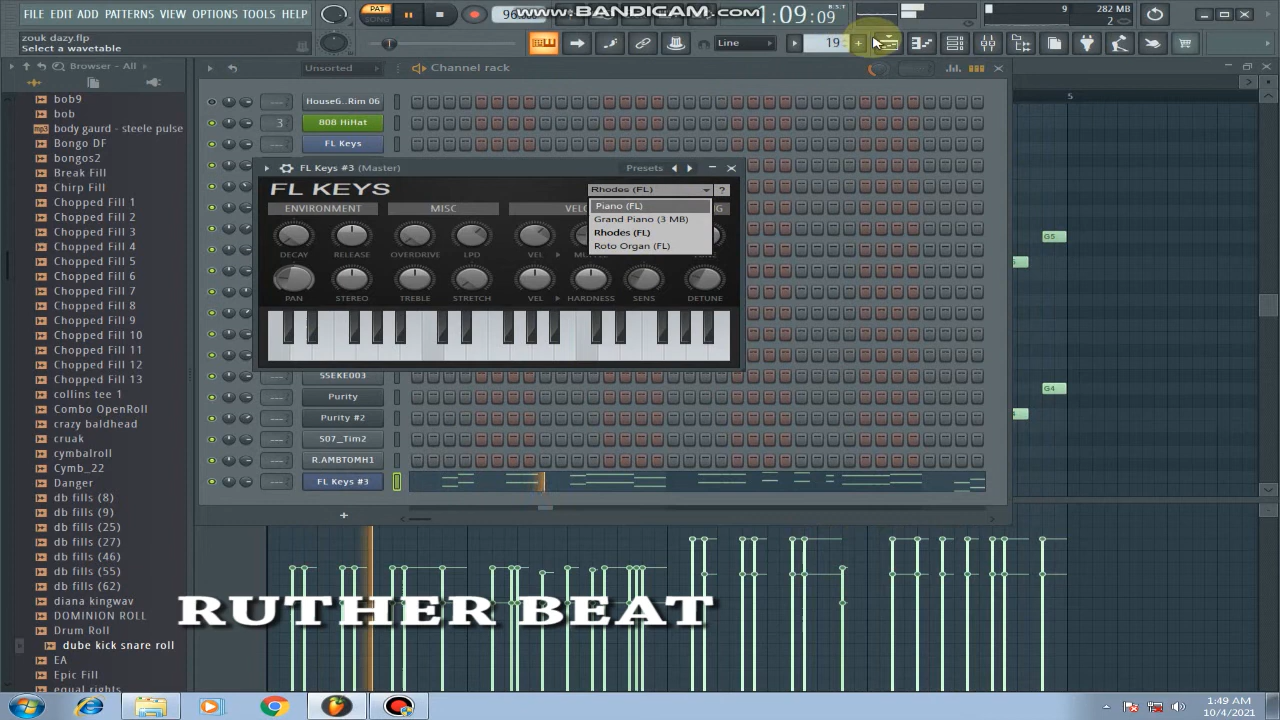 FILE EDIT ADD PATTERNS VIEW OPTIONS TOOLS HELP
PAT
SONG
www.BANDICAM.com
1:09:09
9
282 MB
2
zouk dazy.flp
Select a wavetable
Line
19
Browser - All
Unsorted
Channel rack
5
bob9
bob
body gaurd - steele pulse
Bongo DF
bongos2
Break Fill
Chirp Fill
Chopped Fill 1
Chopped Fill 2
Chopped Fill 3
Chopped Fill 4
Chopped Fill 5
Chopped Fill 6
Chopped Fill 7
Chopped Fill 8
Chopped Fill 9
Chopped Fill 10
Chopped Fill 11
Chopped Fill 12
Chopped Fill 13
collins tee 1
Combo OpenRoll
crazy baldhead
cruak
cymbalroll
Cymb_22
Danger
db fills (8)
db fills (9)
db fills (25)
db fills (27)
db fills (46)
db fills (55)
db fills (62)
diana kingwav
DOMINION ROLL
Drum Roll
dube kick snare roll
EA
Epic Fill
equal rights
HouseG..Rim 06
3
808 HiHat
FL Keys
FL Keys #3 (Master)
Presets
FL KEYS
Rhodes (FL)
?
Piano (FL)
Grand Piano (3 MB)
Rhodes (FL)
Roto Organ (FL)
ENVIRONMENT
MISC
DECAY
RELEASE
OVERDRIVE
LPD
VEL
PAN
STEREO
TREBLE
STRETCH
VEL
HARDNESS
SENS
DETUNE
SSEKE003
Purity
Purity #2
S07_Tim2
R.AMBTOMH1
FL Keys #3
+
G5
G4
RUTHER BEAT
1:49 AM
10/4/2021